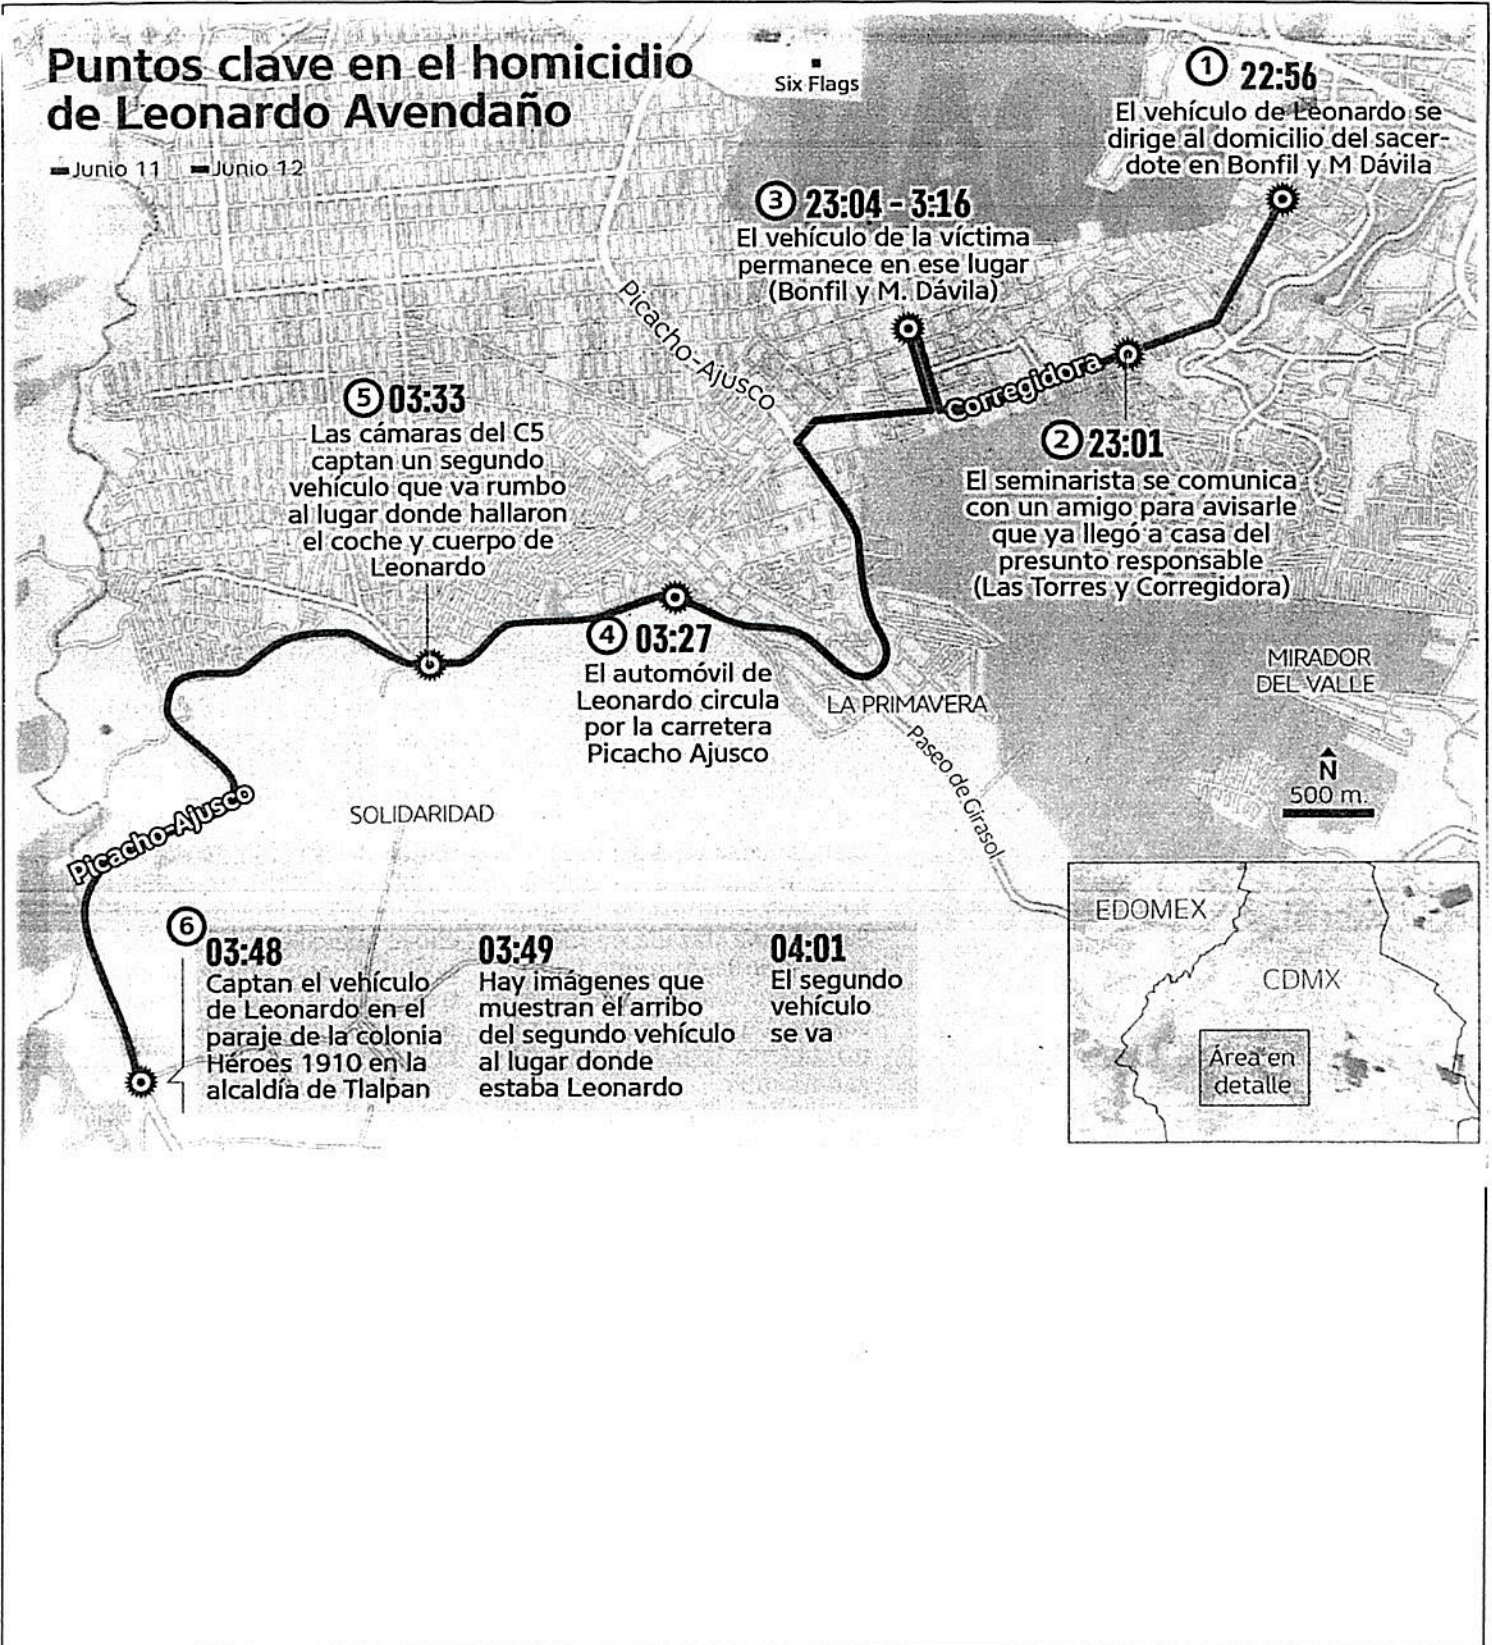 Puntos clave en el homicidio
de Leonardo Avendaño
Junio 11 Junio 12
Six Flags
1 22:56
El vehículo de Leonardo se
dirige al domicilio del sacer-
dote en Bonfil y M Dávila
3 23:04 - 3:16
El vehículo de la víctima
permanece en ese lugar
(Bonfil y M. Dávila)
Picacho-Ajusco
Corregidora
2 23:01
El seminarista se comunica
con un amigo para avisarle
que ya llegó a casa del
presunto responsable
(Las Torres y Corregidora)
5 03:33
Las cámaras del C5
captan un segundo
vehículo que va rumbo
al lugar donde hallaron
el coche y cuerpo de
Leonardo
4 03:27
El automóvil de
Leonardo circula
por la carretera
Picacho Ajusco
LA PRIMAVERA
MIRADOR
DEL VALLE
Paseo de Girasol
N
500 m.
SOLIDARIDAD
Picacho-Ajusco
6
03:48
Captan el vehículo
de Leonardo en el
paraje de la colonia
Héroes 1910 en la
alcaldía de Tlalpan
03:49
Hay imágenes que
muestran el arribo
del segundo vehículo
al lugar donde
estaba Leonardo
04:01
El segundo
vehículo
se va
EDOMEX
CDMX
Área en
detalle